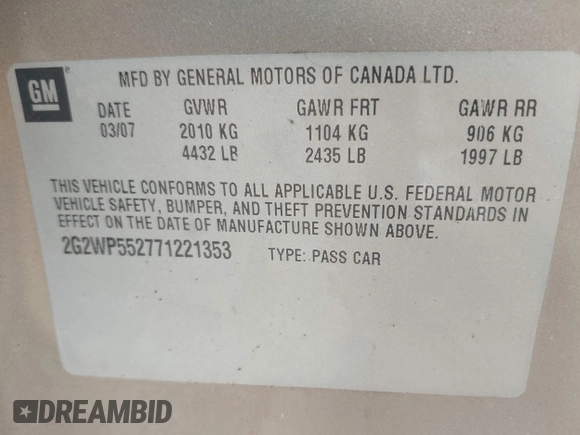 GM
MFD BY GENERAL MOTORS OF CANADA LTD.
DATE GVWR GAWR FRT GAWR RR
03/07 2010 KG 1104 KG 906 KG
4432 LB 2435 LB 1997 LB
THIS VEHICLE CONFORMS TO ALL APPLICABLE U.S. FEDERAL MOTOR
VEHICLE SAFETY, BUMPER, AND THEFT PREVENTION STANDARDS IN
EFFECT ON THE DATE OF MANUFACTURE SHOWN ABOVE.
2G2WP552771221353 TYPE: PASS CAR
DREAMBID